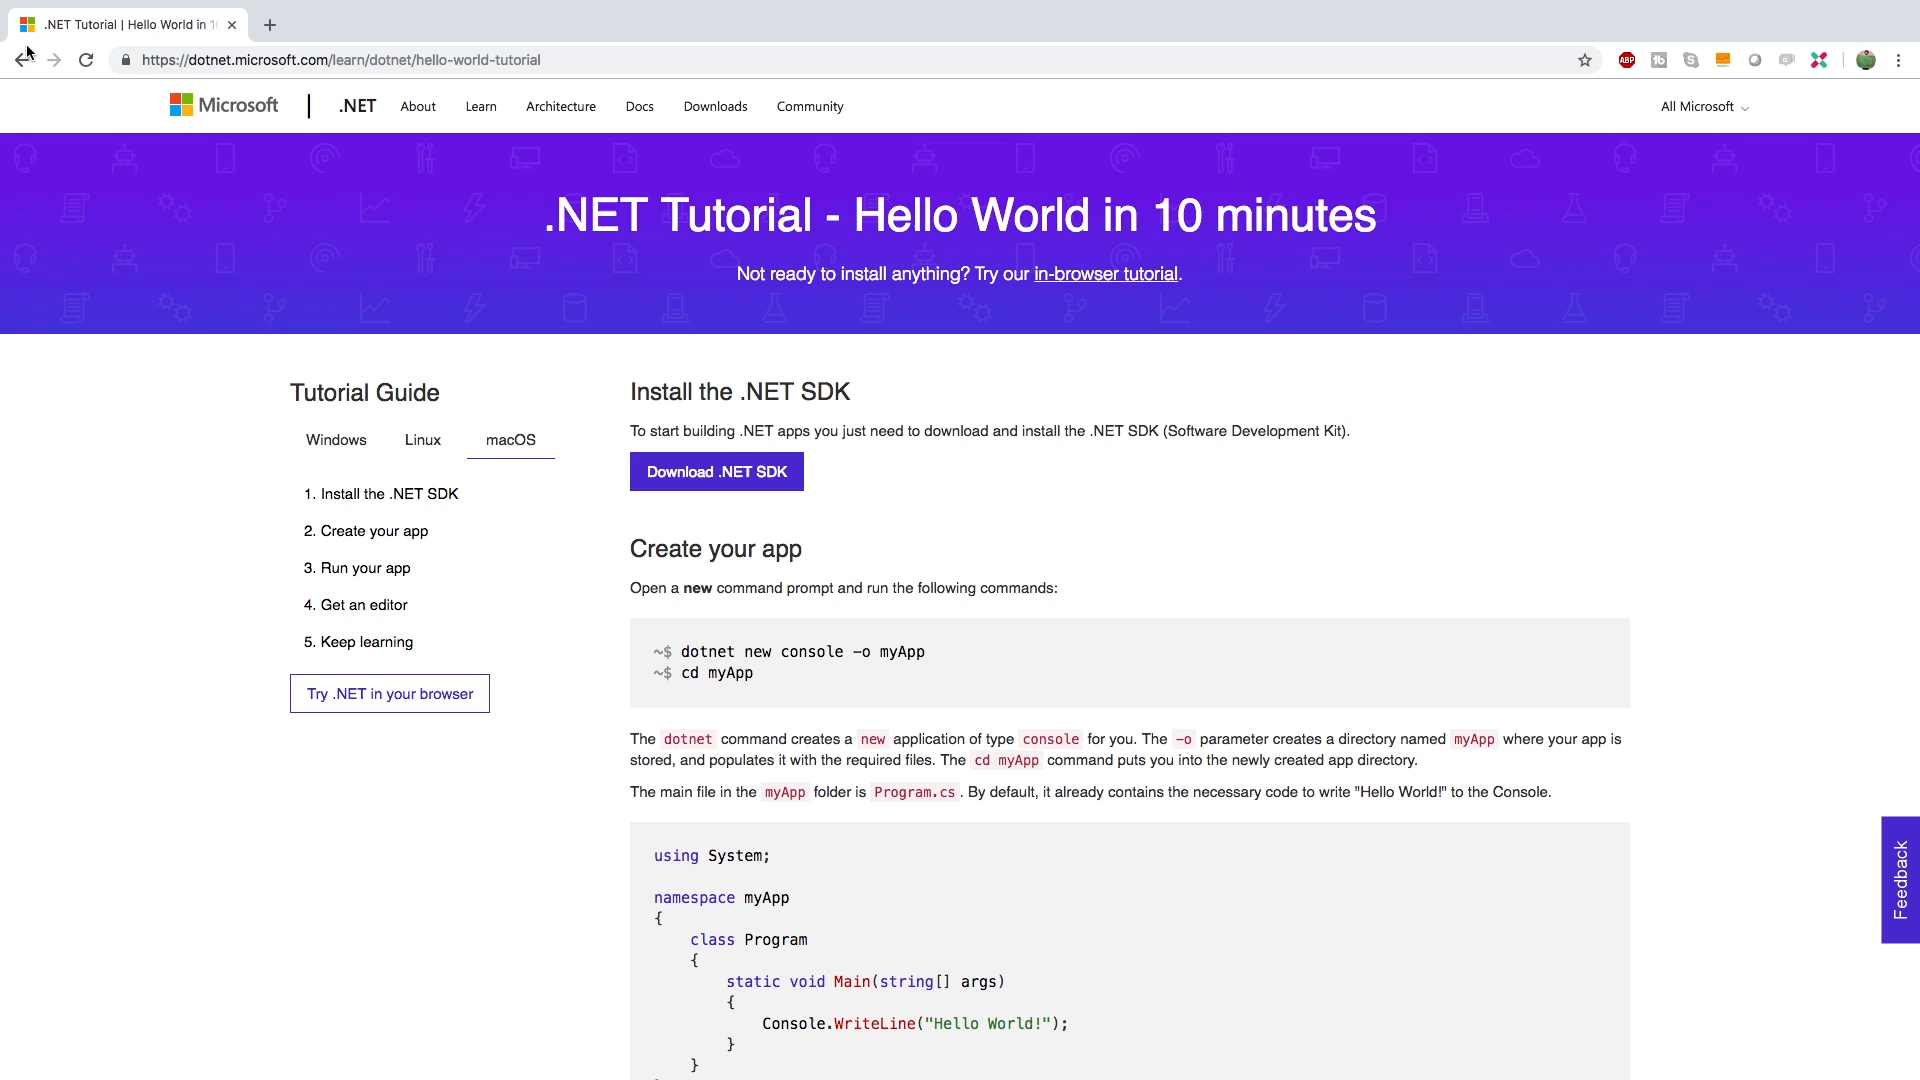 .NET Tutorial | Hello World in 10
https://dotnet.microsoft.com/learn/dotnet/hello-world-tutorial
ABP
Microsoft
.NET
About
Learn
Architecture
Docs
Downloads
Community
All Microsoft
.NET Tutorial - Hello World in 10 minutes
Not ready to install anything? Try our in-browser tutorial.
Tutorial Guide
Windows
Linux
macOS
1. Install the .NET SDK
2. Create your app
3. Run your app
4. Get an editor
5. Keep learning
Try .NET in your browser
Install the .NET SDK
To start building .NET apps you just need to download and install the .NET SDK (Software Development Kit).
Download .NET SDK
Create your app
Open a new command prompt and run the following commands:
~$ dotnet new console -o myApp
~$ cd myApp
The dotnet command creates a new application of type console for you. The -o parameter creates a directory named myApp where your app is
stored, and populates it with the required files. The cd myApp command puts you into the newly created app directory.
The main file in the myApp folder is Program.cs . By default, it already contains the necessary code to write "Hello World!" to the Console.
using System;
namespace myApp
{
class Program
{
static void Main(string[] args)
{
Console.WriteLine("Hello World!");
}
}
Feedback